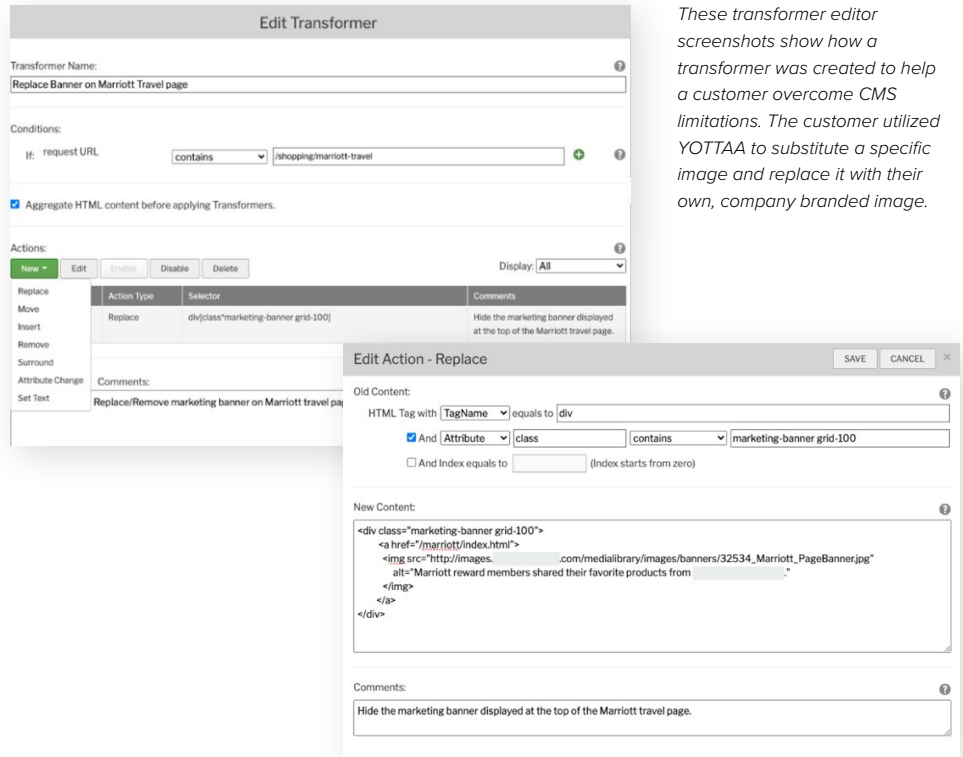 Edit Transformer
Transformer Name:
Replace Banner on Marriott Travel page
Conditions:
If: request URL contains /shopping/marriott-travel
Aggregate HTML content before applying Transformers.
Actions:
New Edit Enable Disable Delete Display: All
Replace
Move
Insert
Remove
Surround
Attribute Change
Set Text
Action Type Selector Comments
Replace div[class*marketing-banner grid-100] Hide the marketing banner displayed
at the top of the Marriott travel page.
Comments:
Replace/Remove marketing banner on Marriott travel pa
These transformer editor
screenshots show how a
transformer was created to help
a customer overcome CMS
limitations. The customer utilized
YOTTAA to substitute a specific
image and replace it with their
own, company branded image.
Edit Action - Replace SAVE CANCEL ×
Old Content:
HTML Tag with TagName equals to div
And Attribute class contains marketing-banner grid-100
And Index equals to (Index starts from zero)
New Content:
<div class="marketing-banner grid-100">
<a href="/marriott/index.html">
<img src="http://images. .com/medialibrary/images/banners/32534_Marriott_PageBanner.jpg"
alt="Marriott reward members shared their favorite products from ."
</img>
</a>
</div>
Comments:
Hide the marketing banner displayed at the top of the Marriott travel page.